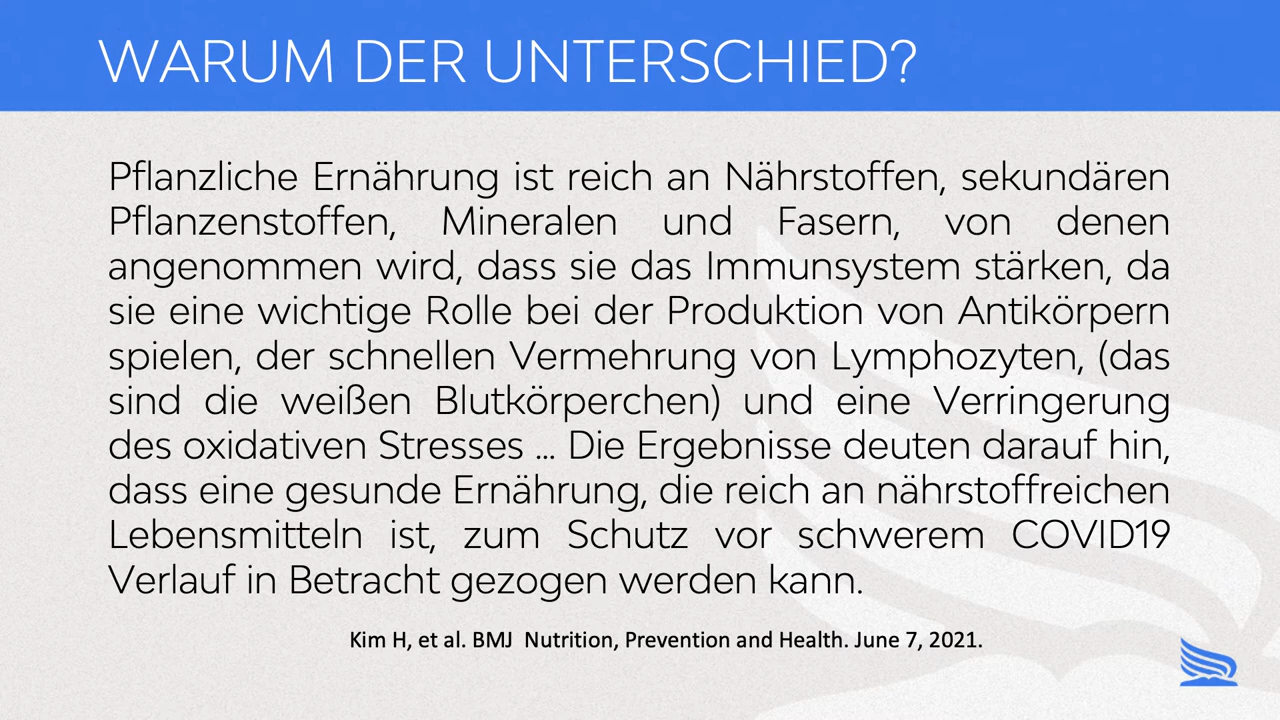 WARUM DER UNTERSCHIED?
Pflanzliche Ernährung ist reich an Nährstoffen, sekundären
Pflanzenstoffen, Mineralen und Fasern, von denen
angenommen wird, dass sie das Immunsystem stärken, da
sie eine wichtige Rolle bei der Produktion von Antikörpern
spielen, der schnellen Vermehrung von Lymphozyten, (das
sind die weißen Blutkörperchen) und eine Verringerung
des oxidativen Stresses ... Die Ergebnisse deuten darauf hin,
dass eine gesunde Ernährung, die reich an nährstoffreichen
Lebensmitteln ist, zum Schutz vor schwerem COVID19
Verlauf in Betracht gezogen werden kann.
Kim H, et al. BMJ  Nutrition, Prevention and Health. June 7, 2021.